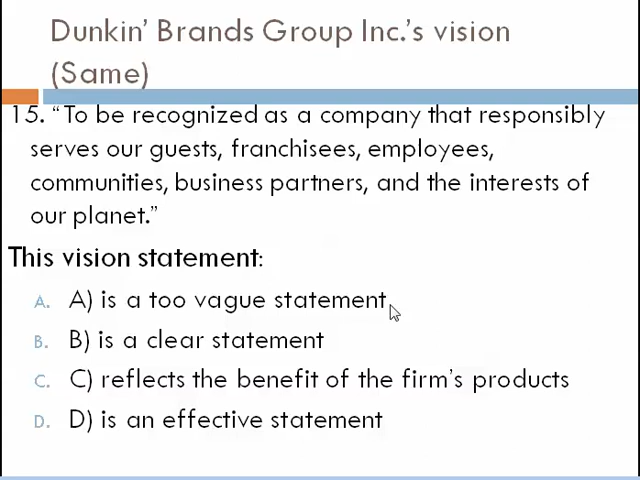 Dunkin' Brands Group Inc.'s vision
(Same)
15. “To be recognized as a company that responsibly
serves our guests, franchisees, employees,
communities, business partners, and the interests of
our planet.”
This vision statement:
A. A) is a too vague statement
B. B) is a clear statement
C. C) reflects the benefit of the firm's products
D. D) is an effective statement